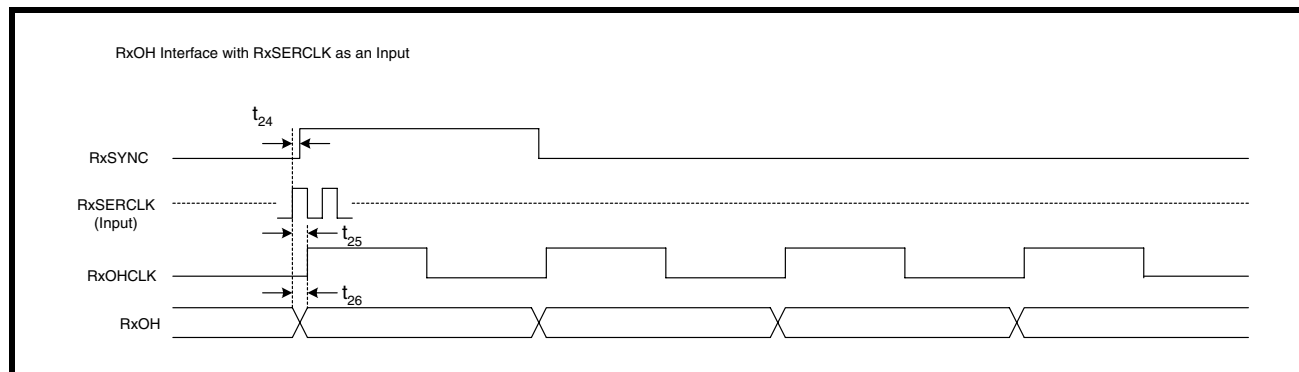 RxOH Interface with RxSERCLK as an Input
t24
RxSYNC
RxSERCLK
(Input)
t25
RxOHCLK
t26
RxOH